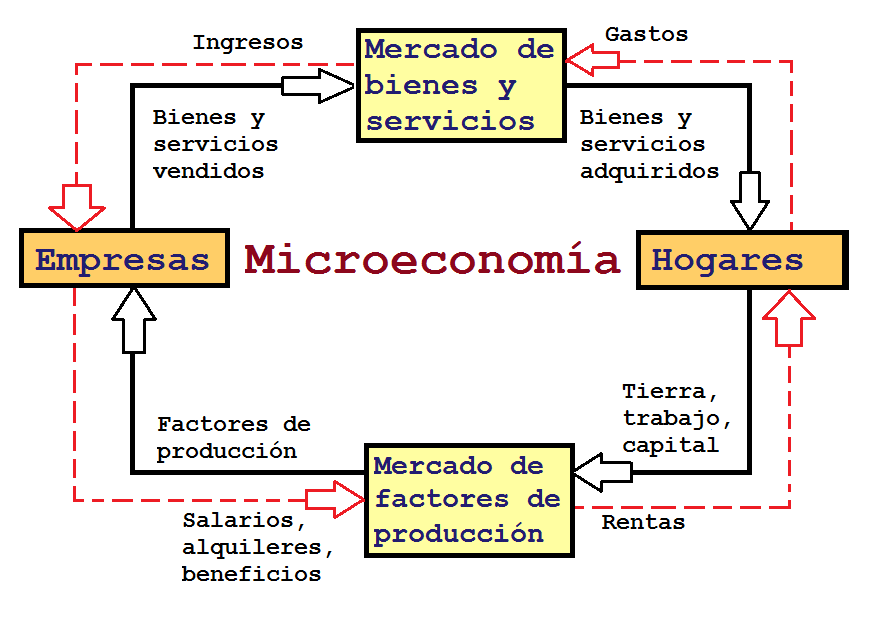 Ingresos
Mercado de
bienes y
servicios
Gastos
Bienes y
servicios
vendidos
Bienes y
servicios
adquiridos
Empresas
Microeconomía
Hogares
Factores de
producción
Tierra,
trabajo,
capital
Mercado de
factores de
producción
Salarios,
alquileres,
beneficios
Rentas